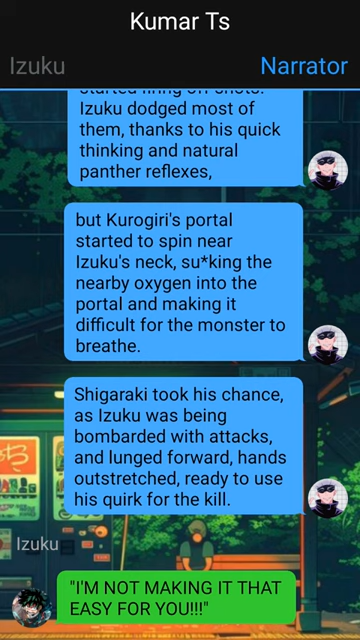 Kumar Ts
Izuku
Narrator
started firing off shots.
Izuku dodged most of
them, thanks to his quick
thinking and natural
panther reflexes,
but Kurogiri's portal
started to spin near
Izuku's neck, su*king the
nearby oxygen into the
portal and making it
difficult for the monster to
breathe.
Shigaraki took his chance,
as Izuku was being
bombarded with attacks,
and lunged forward, hands
outstretched, ready to use
his quirk for the kill.
Izuku
"I'M NOT MAKING IT THAT
EASY FOR YOU!!!"